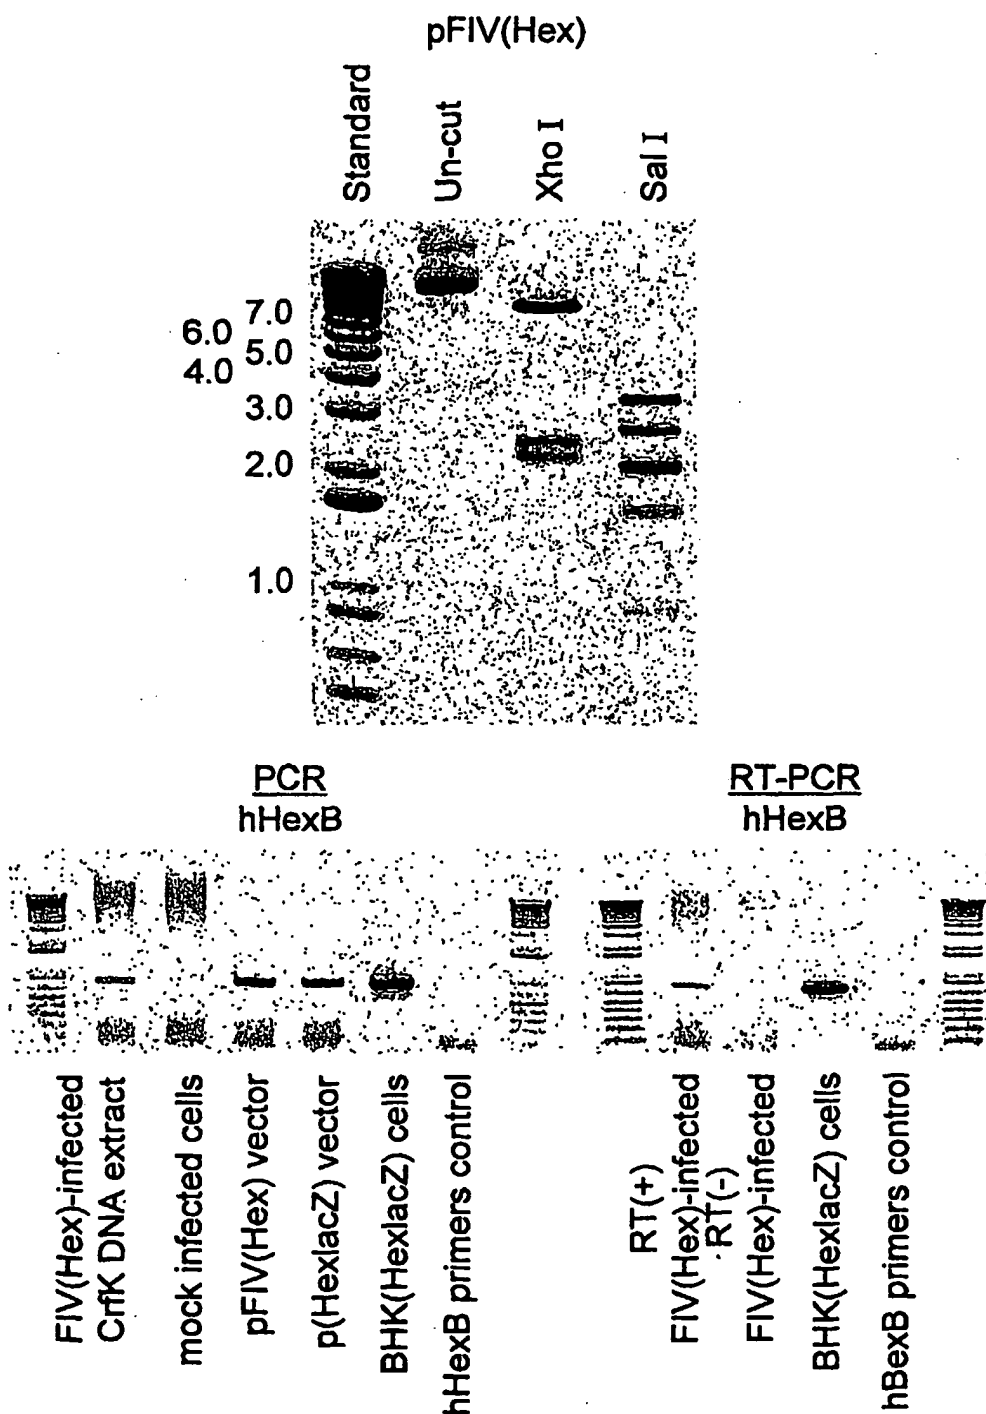 pFIV(Hex)
Standard
Un-cut
Xho I
Sal I
7.0
6.0
5.0
4.0
3.0
2.0
1.0
PCR
hHexB
RT-PCR
hHexB
FIV(Hex)-infected
CrfK DNA extract
mock infected cells
pFIV(Hex) vector
p(HexlacZ) vector
BHK(HexlacZ) cells
hHexB primers control
RT(+)
FIV(Hex)-infected
RT(-)
FIV(Hex)-infected
BHK(HexlacZ) cells
hBexB primers control